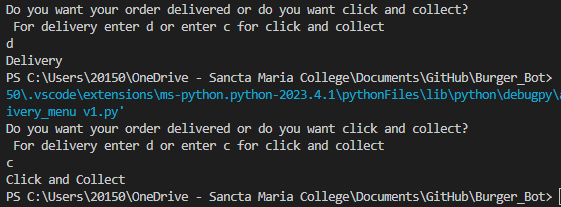 Do you want your order delivered or do you want click and collect?
 For delivery enter d or enter c for click and collect
d
Delivery
PS C:\Users\20150\OneDrive - Sancta Maria College\Documents\GitHub\Burger_Bot>
50\.vscode\extensions\ms-python.python-2023.4.1\pythonFiles\lib\python\debugpy\a
ivery_menu v1.py'
Do you want your order delivered or do you want click and collect?
 For delivery enter d or enter c for click and collect
c
Click and Collect
PS C:\Users\20150\OneDrive - Sancta Maria College\Documents\GitHub\Burger_Bot>